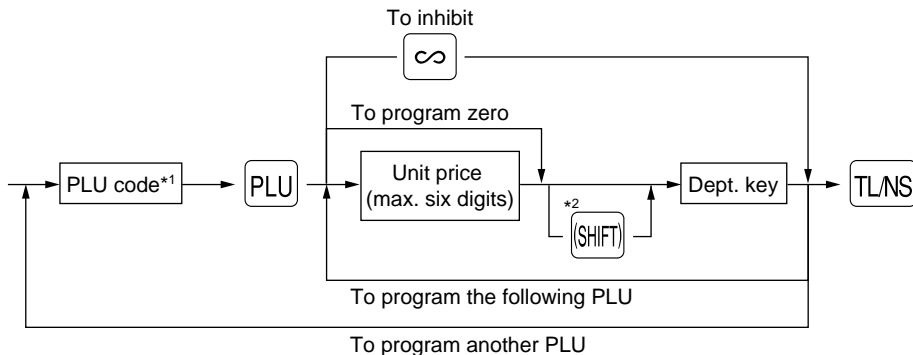 To inhibit
∞
To program zero
PLU code*1
PLU
Unit price
(max. six digits)
*2
(SHIFT)
Dept. key
TL/NS
To program the following PLU
To program another PLU